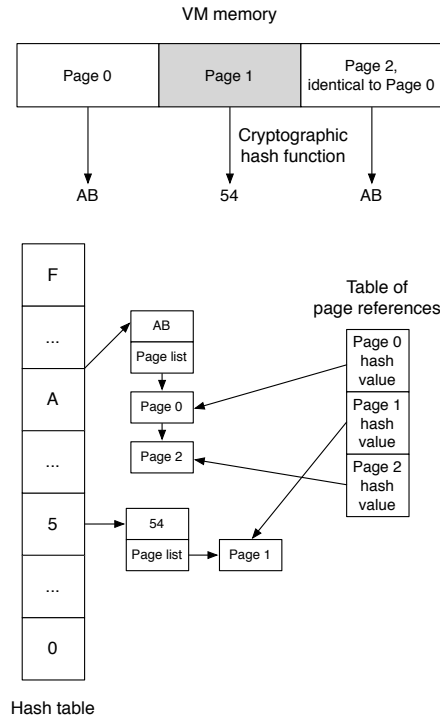 VM memory
Page 0
Page 1
Page 2,
identical to Page 0
Cryptographic
hash function
AB
54
AB
F
...
A
...
5
...
0
Hash table
AB
Page list
Page 0
Page 2
54
Page list
Page 1
Table of
page references
Page 0
hash
value
Page 1
hash
value
Page 2
hash
value